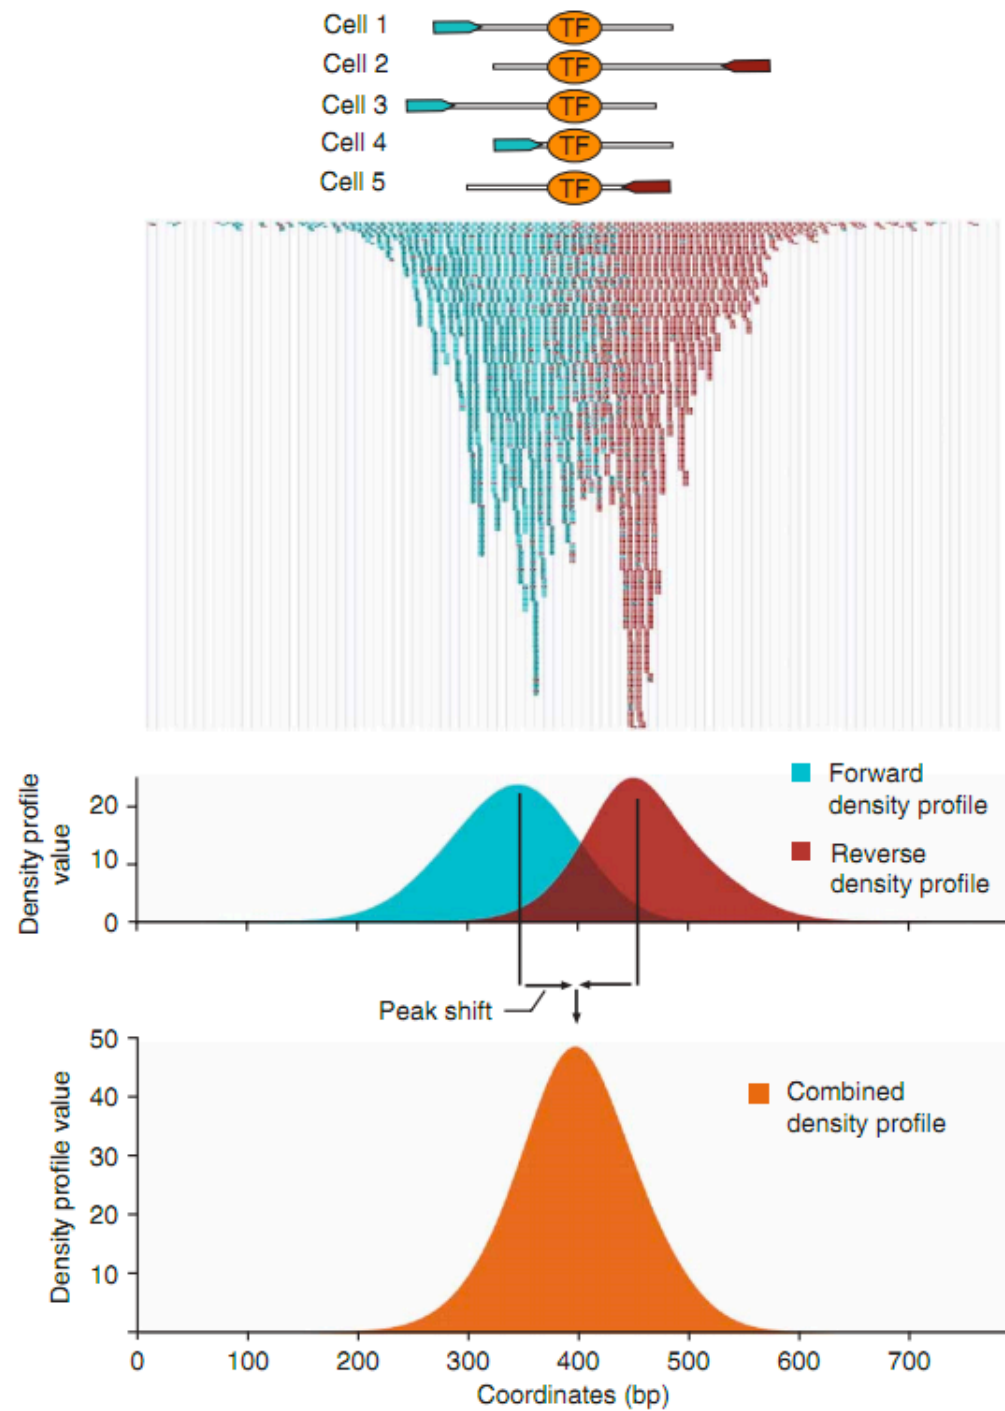 Cell 1
TF
Cell 2
TF
Cell 3
TF
Cell 4
TF
Cell 5
TF
Density profile
value
20
10
0
Forward
density profile
Reverse
density profile
Peak shift
Density profile value
50
40
30
20
10
Combined
density profile
0 100 200 300 400 500 600 700
Coordinates (bp)